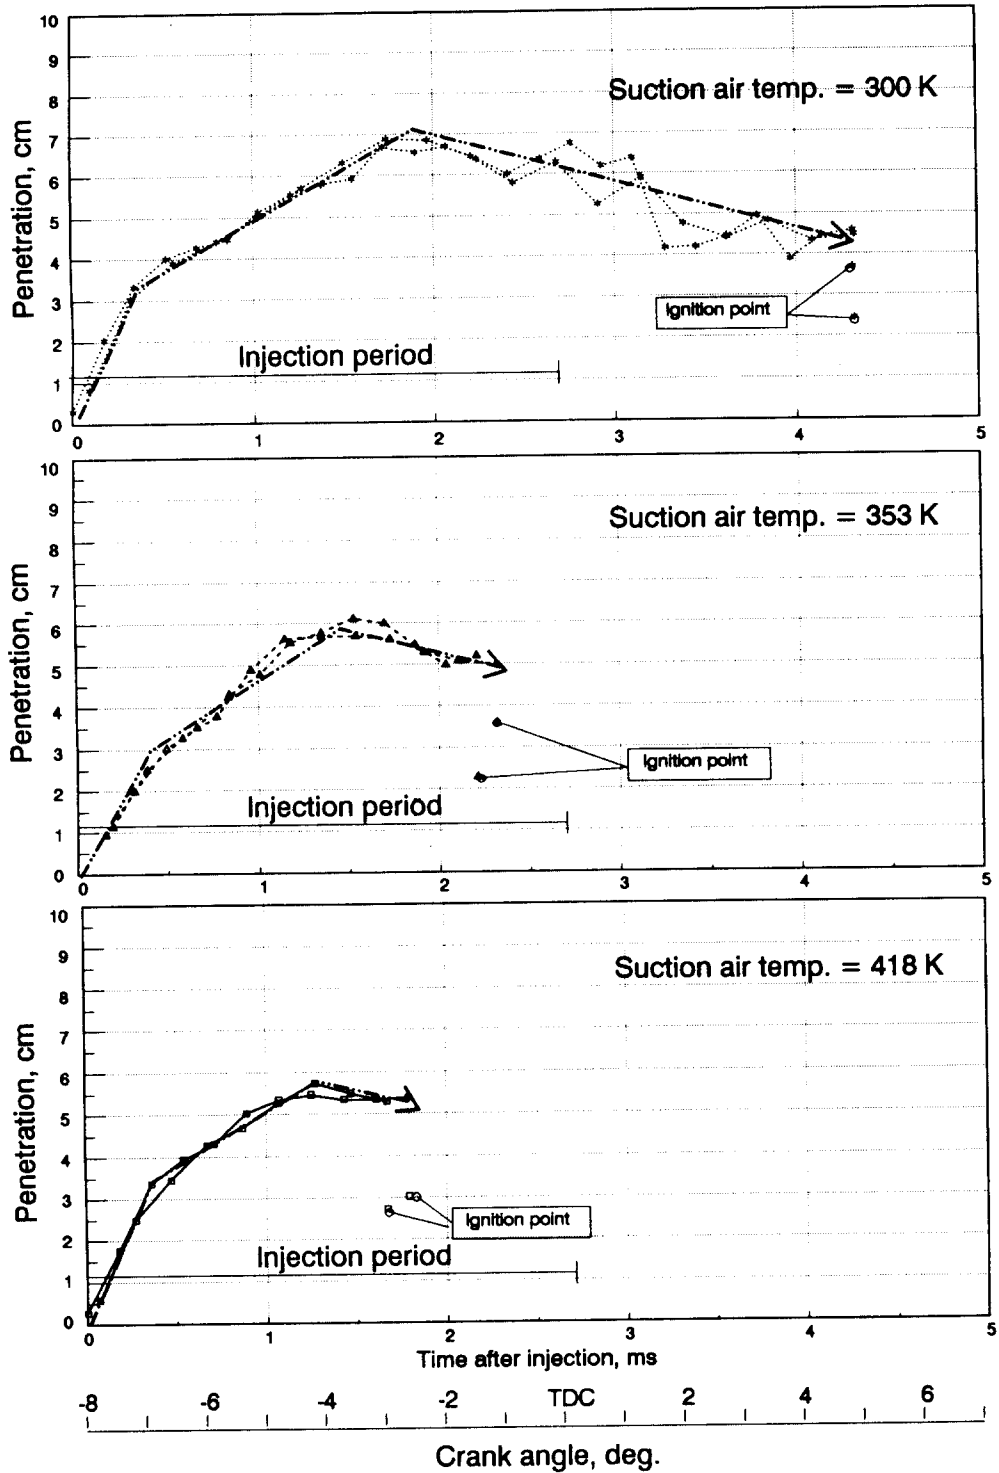 10
9
8
7
6
5
4
3
2
1
0
Penetration, cm
Suction air temp. = 300 K
Ignition point
Injection period
0 1 2 3 4 5
10
9
8
7
6
5
4
3
2
1
0
Penetration, cm
Suction air temp. = 353 K
Ignition point
Injection period
0 1 2 3 4 5
10
9
8
7
6
5
4
3
2
1
0
Penetration, cm
Suction air temp. = 418 K
Ignition point
Injection period
0 1 2 3 4 5
Time after injection, ms
-8 -6 -4 -2 TDC 2 4 6
Crank angle, deg.